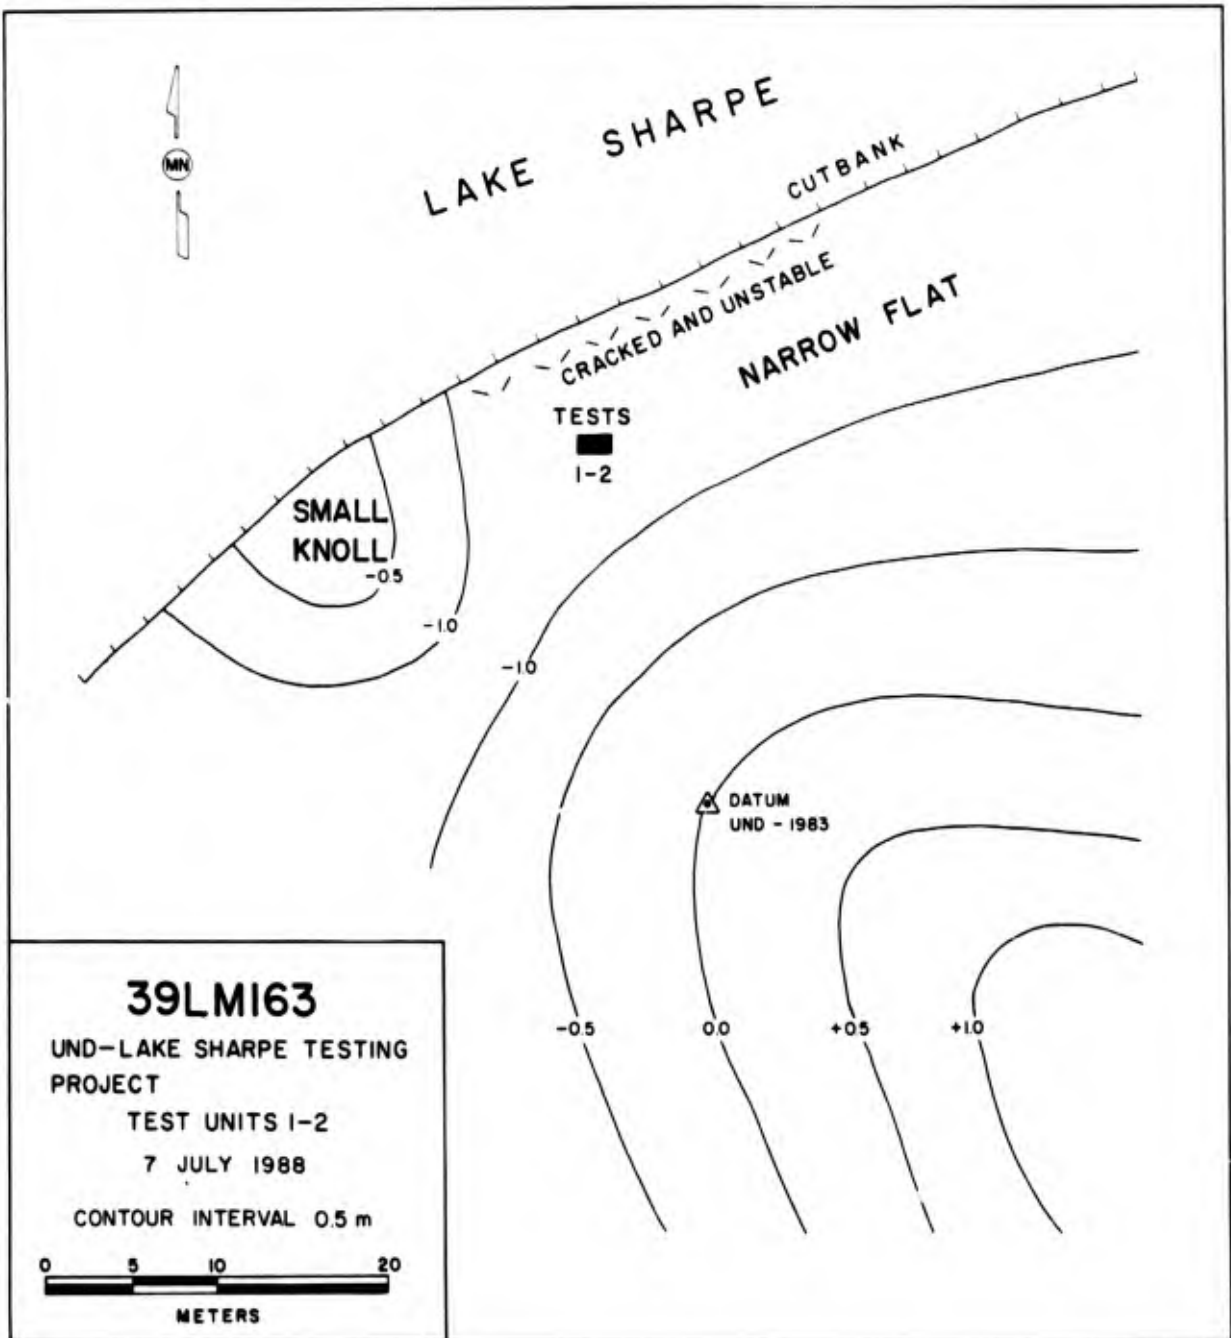 MN
LAKE SHARPE
CUTBANK
CRACKED AND UNSTABLE
NARROW FLAT
TESTS
1-2
SMALL
KNOLL
-0.5
-1.0
-1.0
DATUM
UND - 1983
-0.5
0.0
+0.5
+1.0
39LM163
UND-LAKE SHARPE TESTING
PROJECT
TEST UNITS 1-2
7 JULY 1988
CONTOUR INTERVAL 0.5 m
0 5 10 20
METERS